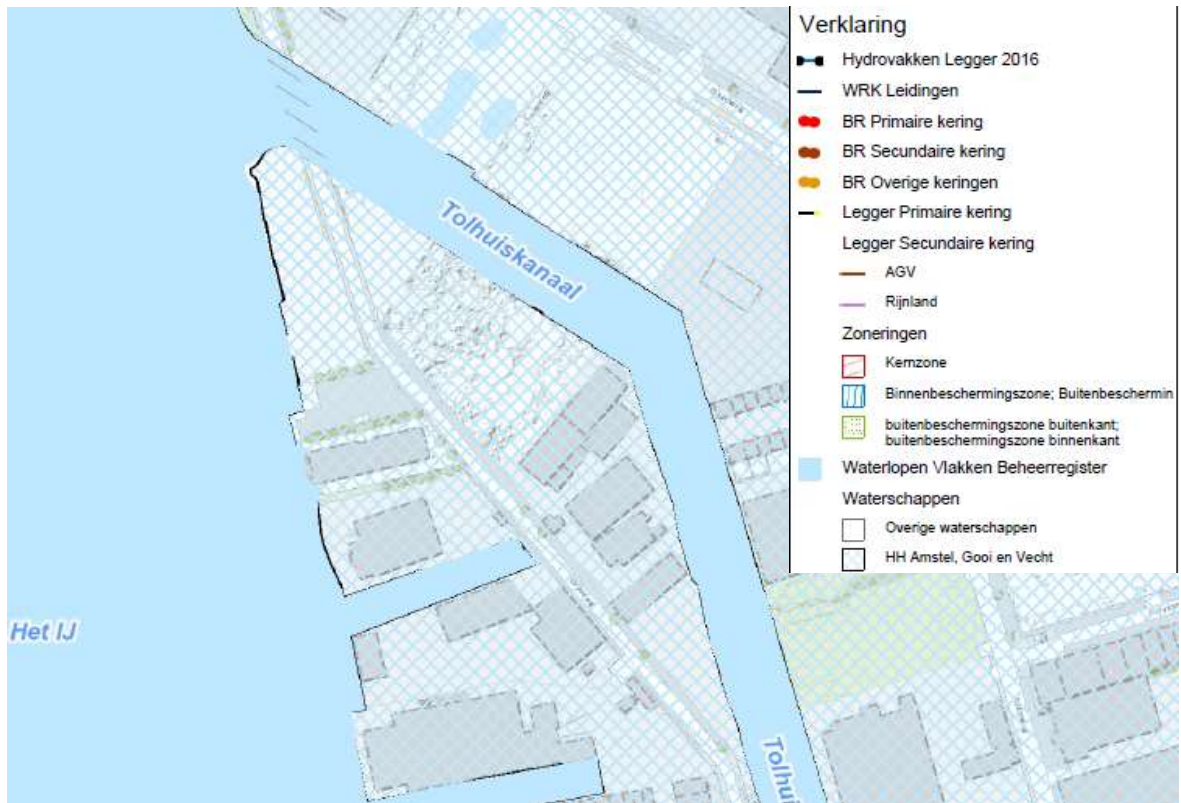 Verklaring
Hydrovakken Legger 2016
WRK Leidingen
BR Primaire kering
BR Secundaire kering
BR Overige keringen
Legger Primaire kering
Legger Secundaire kering
AGV
Rijnland
Zoneringen
Kernzone
Binnenbeschermingszone; Buitenbeschermin
buitenbeschermingszone buitenkant;
buitenbeschermingszone binnenkant
Waterlopen Vlakken Beheerregister
Waterschappen
Overige waterschappen
HH Amstel, Gooi en Vecht
Tolhuiskanaal
Het IJ
Tolhui